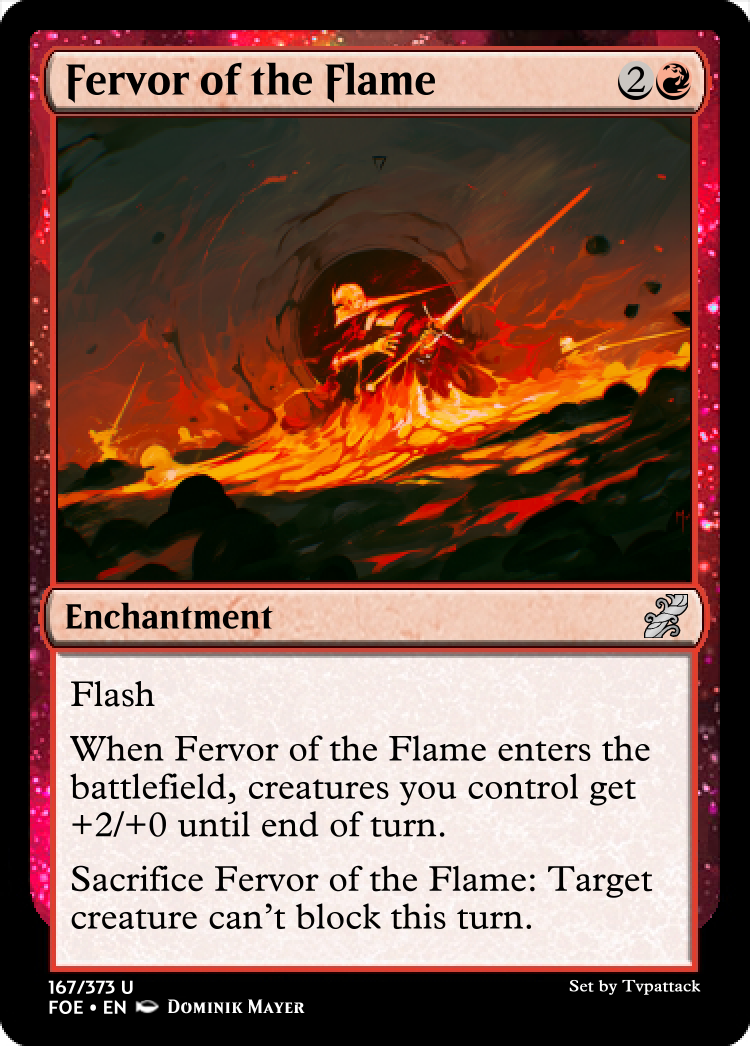 Fervor of the Flame 2
Enchantment
Flash
When Fervor of the Flame enters the
battlefield, creatures you control get
+2/+0 until end of turn.
Sacrifice Fervor of the Flame: Target
creature can't block this turn.
167/373 U
Set by Tvpattack
FOE • EN Dominik Mayer